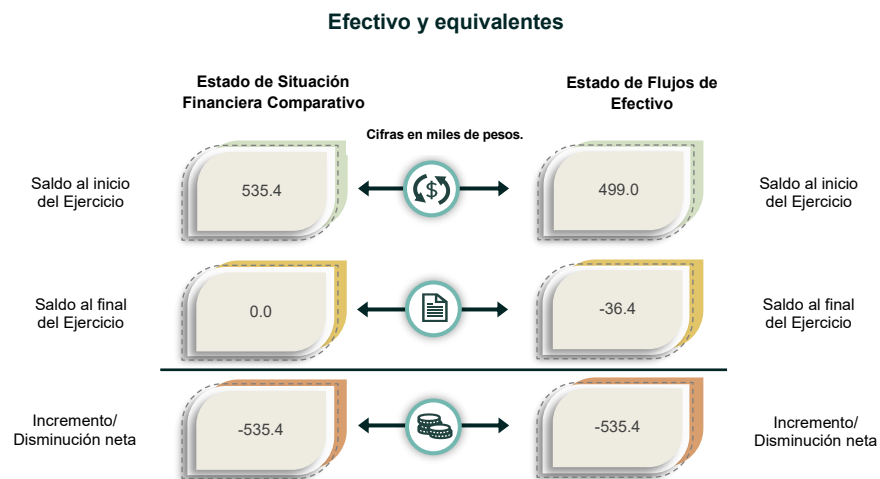 Efectivo y equivalentes
Estado de Situación
Financiera Comparativo
Estado de Flujos de
Efectivo
Cifras en miles de pesos.
Saldo al inicio
del Ejercicio
535.4
$
499.0
Saldo al inicio
del Ejercicio
Saldo al final
del Ejercicio
0.0
-36.4
Saldo al final
del Ejercicio
Incremento/
Disminución neta
-535.4
-535.4
Incremento/
Disminución neta